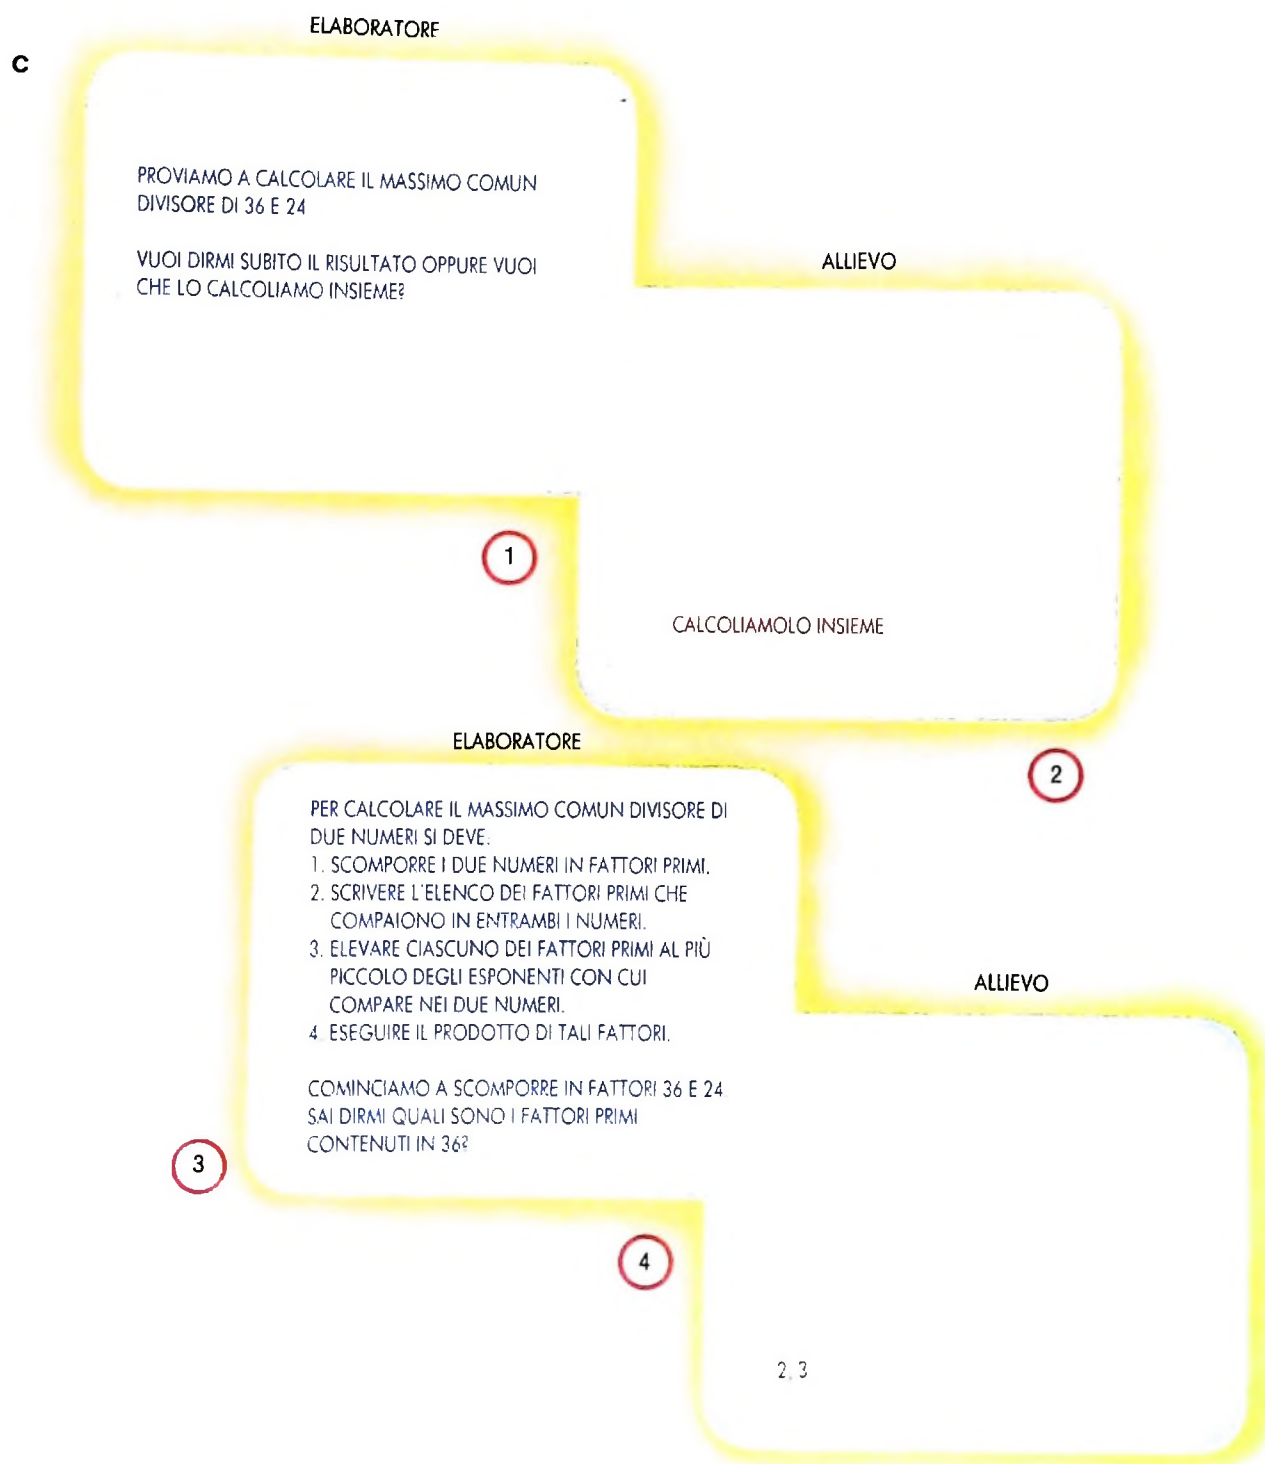 ELABORATORE
C
PROVIAMO A CALCOLARE IL MASSIMO COMUN
DIVISORE DI 36 E 24
VUOI DIRMI SUBITO IL RISULTATO OPPURE VUOI
CHE LO CALCOLIAMO INSIEME?
ALLIEVO
1
CALCOLIAMOLO INSIEME
2
ELABORATORE
PER CALCOLARE IL MASSIMO COMUN DIVISORE DI
DUE NUMERI SI DEVE:
1. SCOMPORRE I DUE NUMERI IN FATTORI PRIMI.
2. SCRIVERE L'ELENCO DEI FATTORI PRIMI CHE
COMPAIONO IN ENTRAMBI I NUMERI.
3. ELEVARE CIASCUNO DEI FATTORI PRIMI AL PIÙ
PICCOLO DEGLI ESPONENTI CON CUI
COMPARE NEI DUE NUMERI.
4. ESEGUIRE IL PRODOTTO DI TALI FATTORI.
COMINCIAMO A SCOMPORRE IN FATTORI 36 E 24.
SAI DIRMI QUALI SONO I FATTORI PRIMI
CONTENUTI IN 36?
3
ALLIEVO
4
2, 3